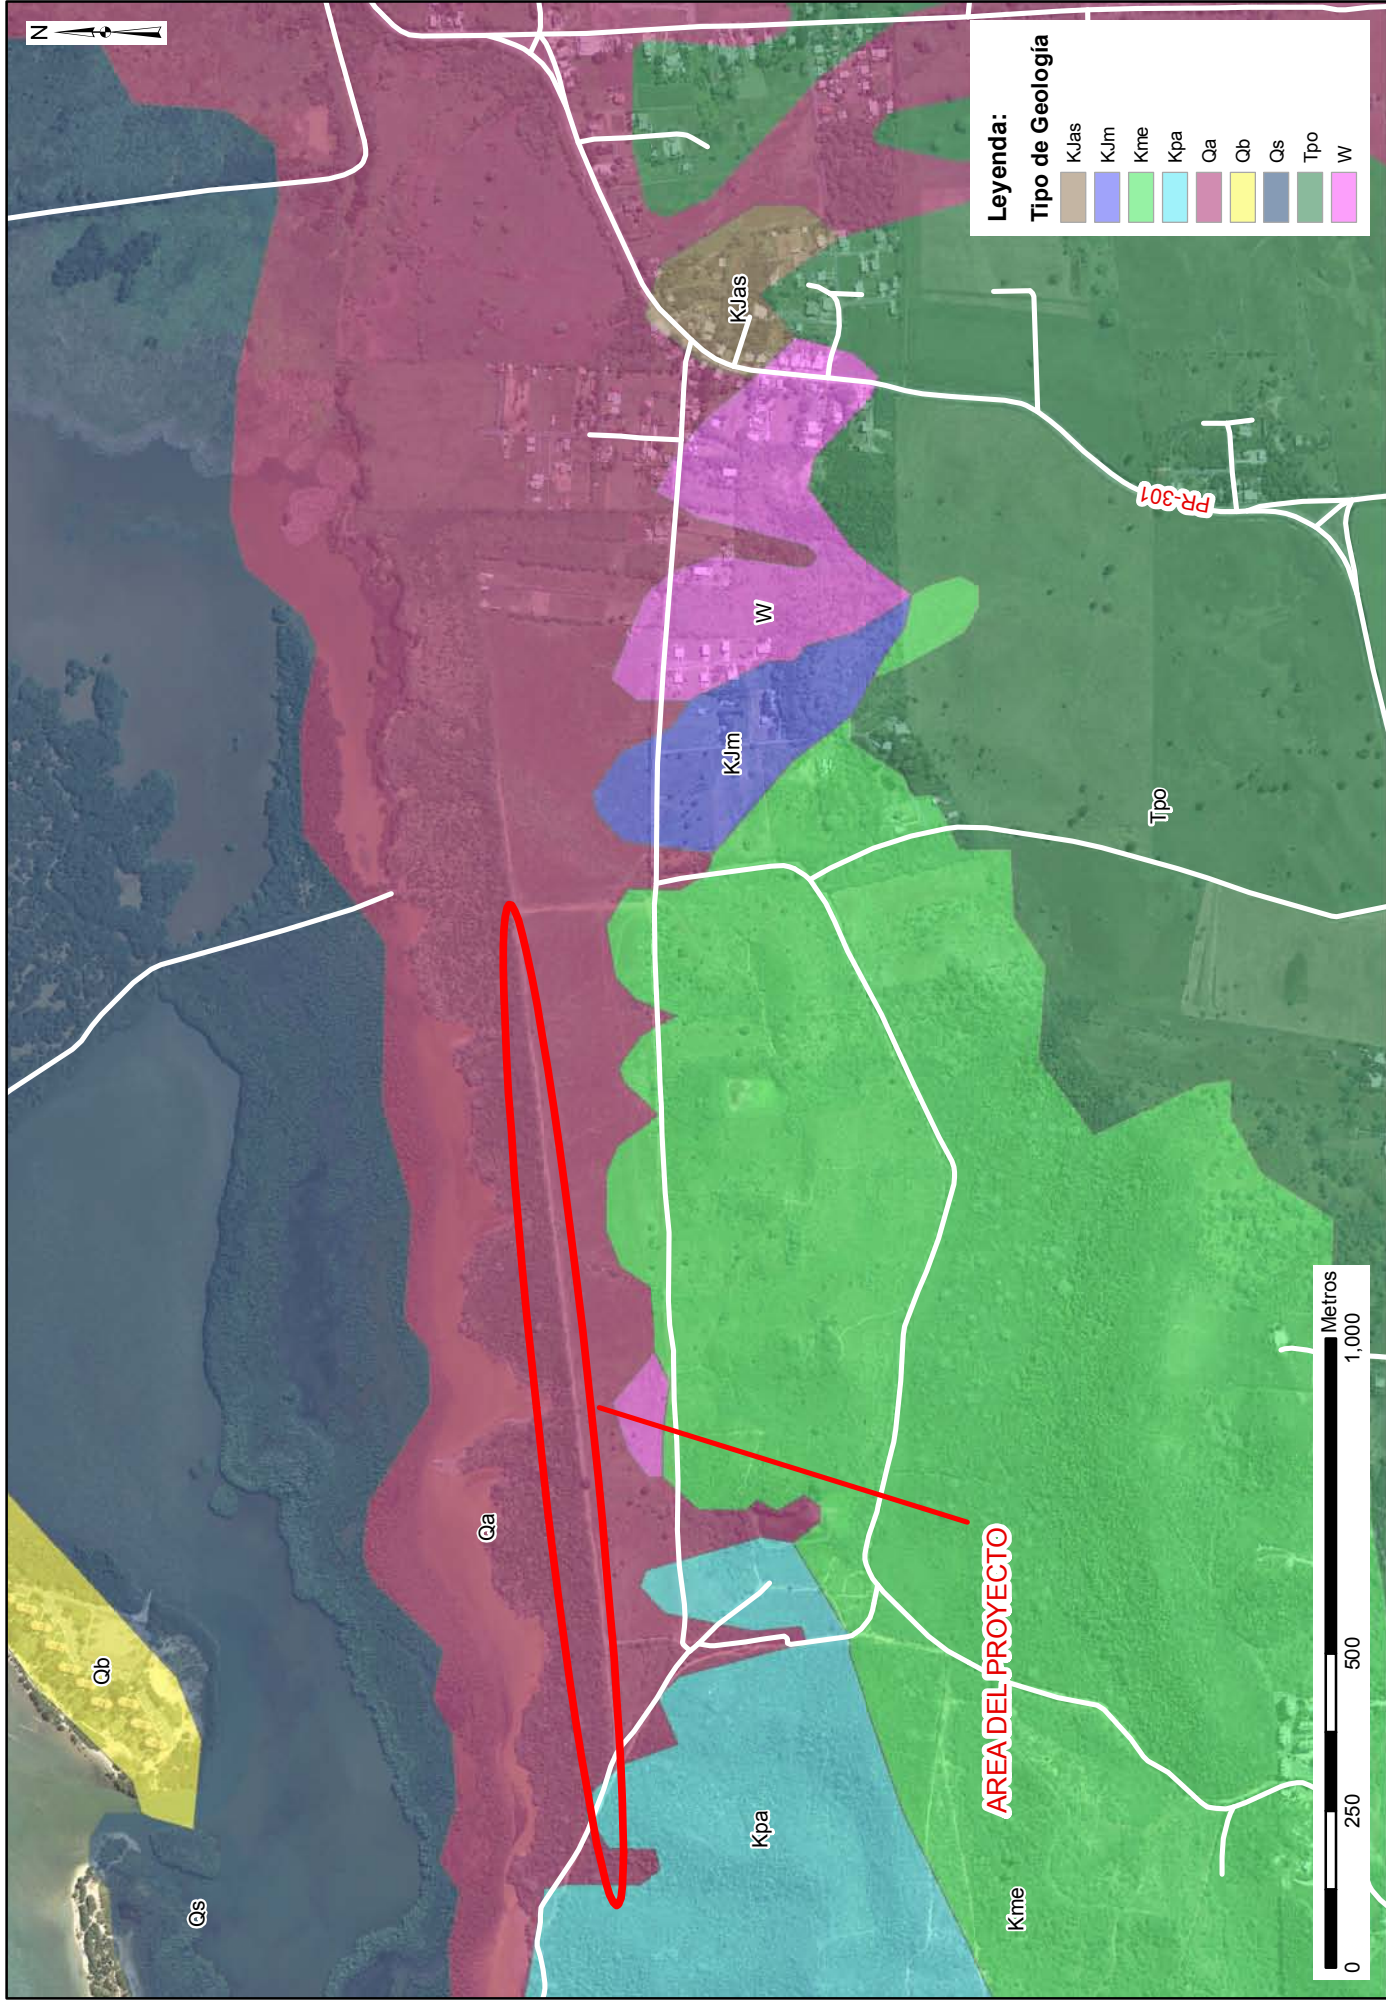 N
Leyenda:
Tipo de Geología
KJas
KJm
Kme
Kpa
Qa
Qb
Qs
Tpo
W
Qb
Qs
Qa
KJas
W
KJm
PR-301
Tpo
Kpa
Kme
AREA DEL PROYECTO
0 250 500 1,000
Metros